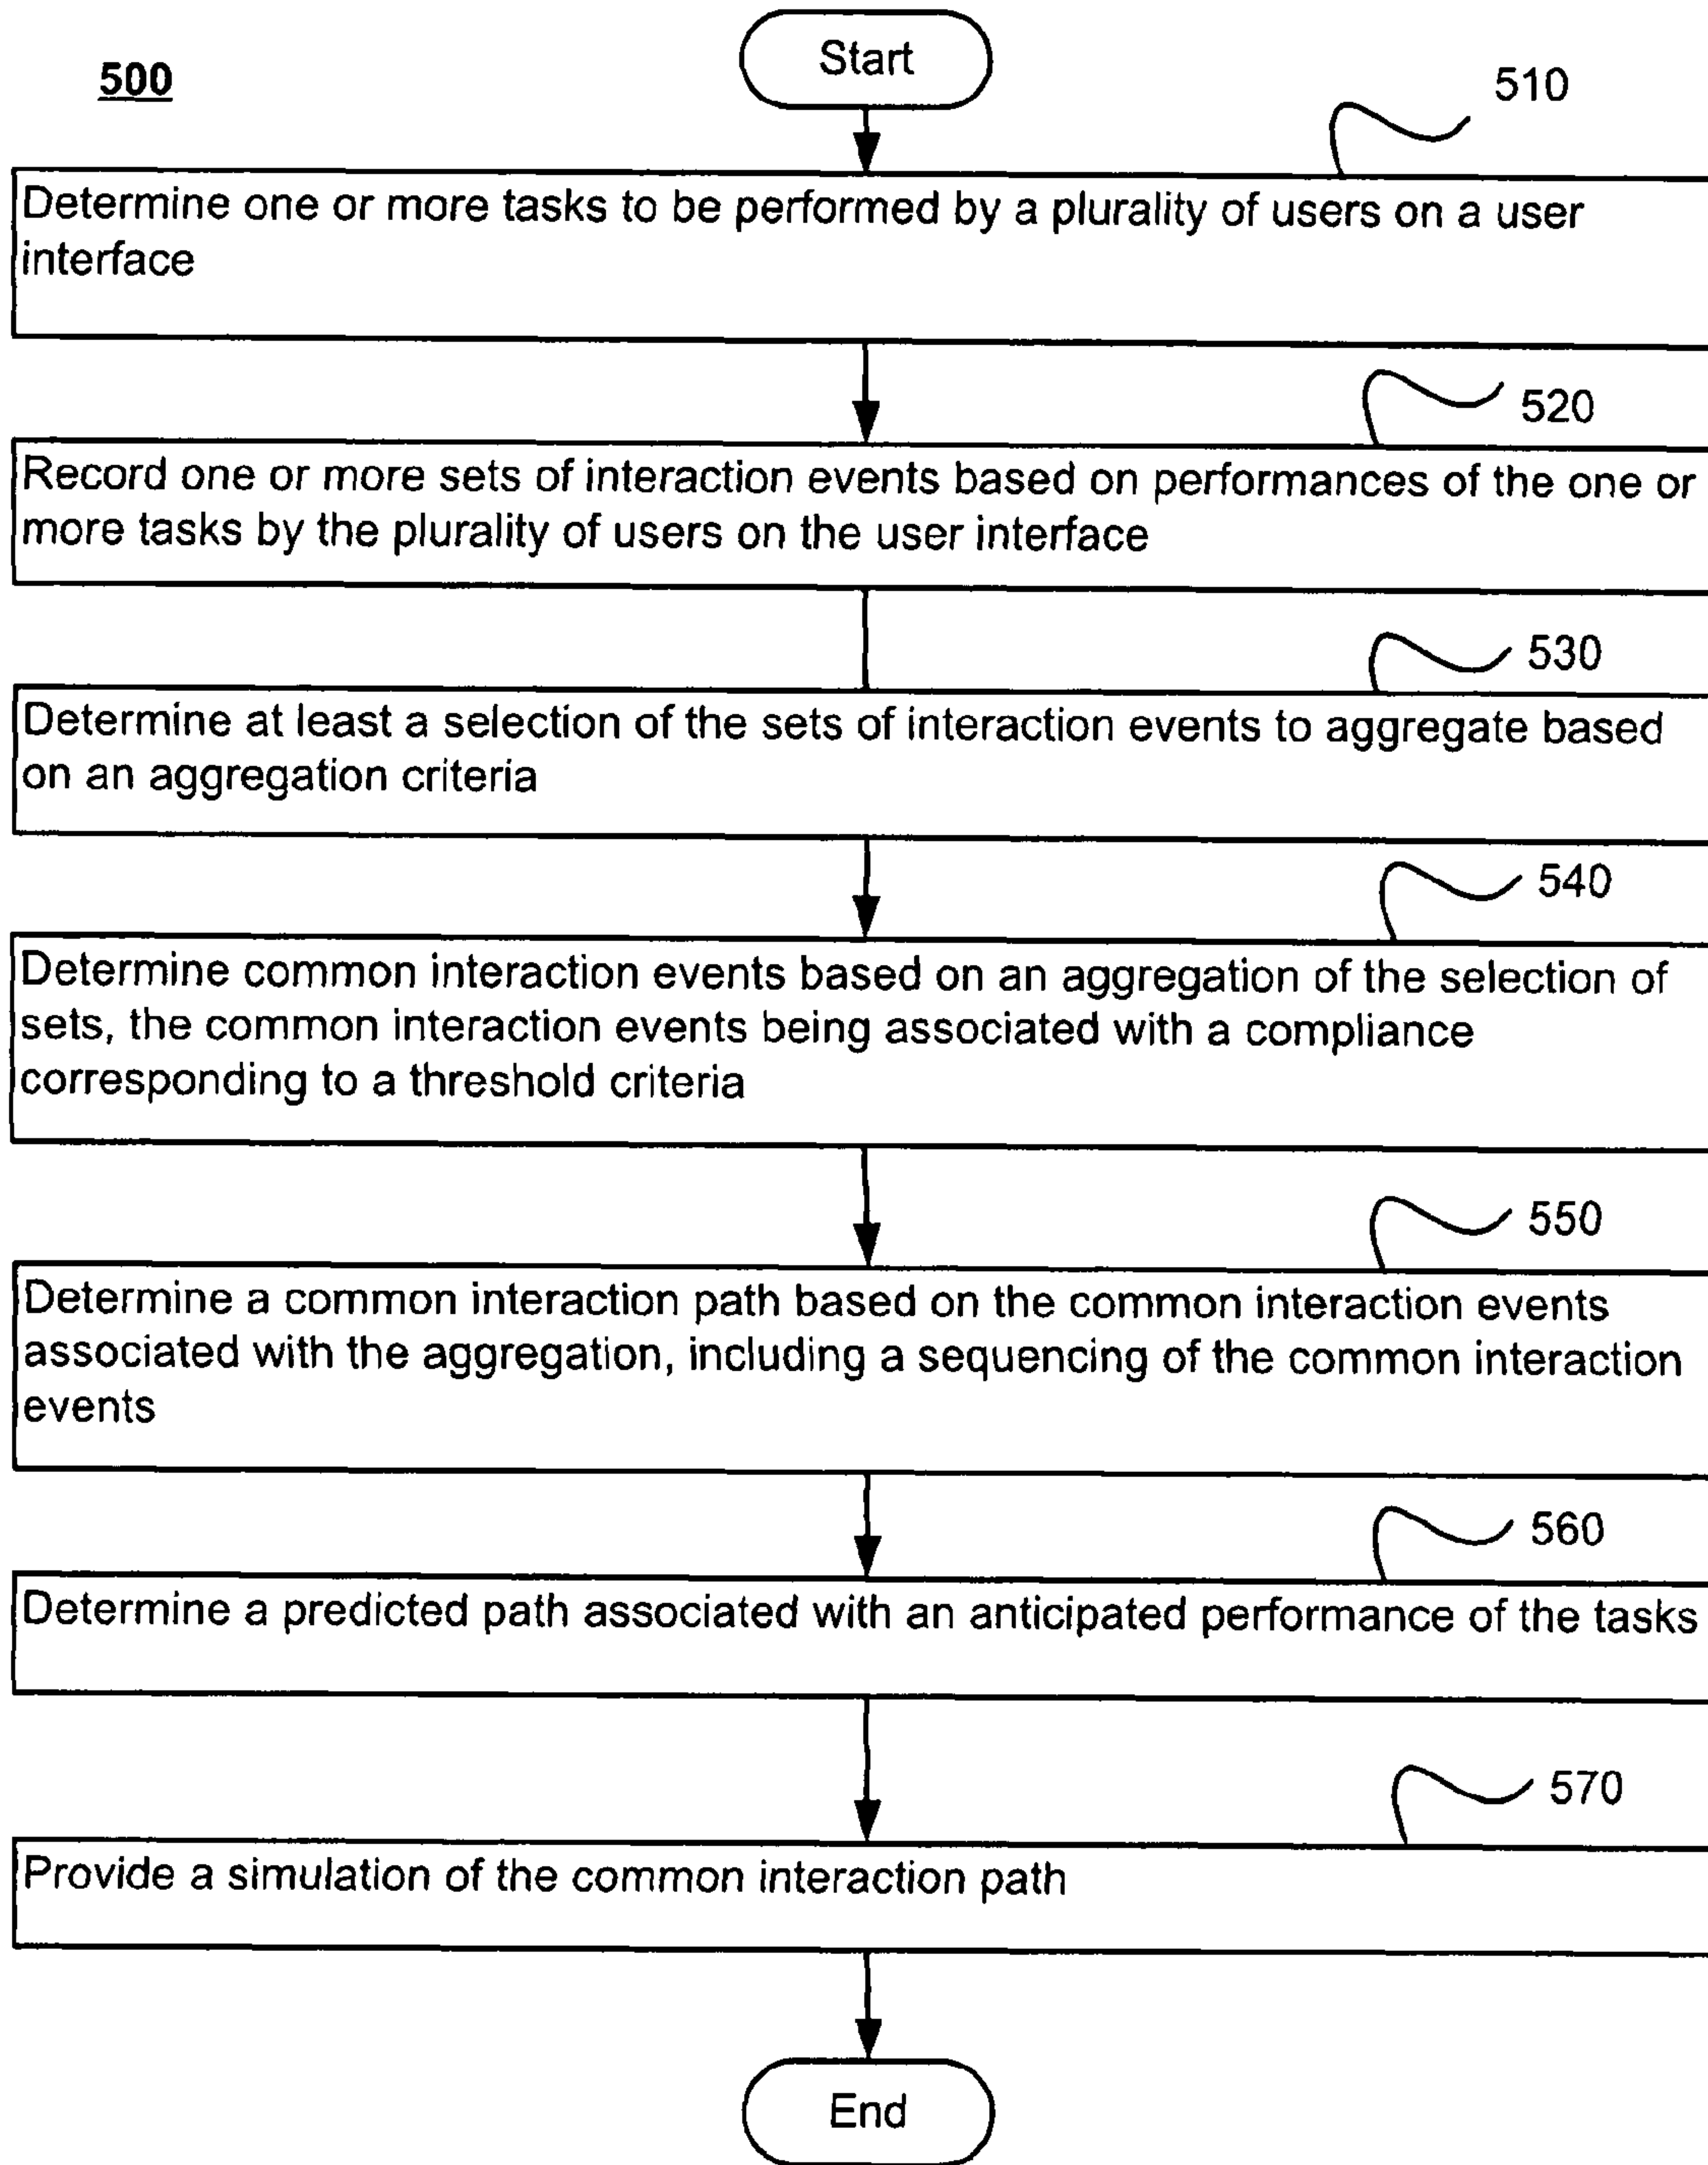 Start
500
510
Determine one or more tasks to be performed by a plurality of users on a user
interface
520
Record one or more sets of interaction events based on performances of the one or
more tasks by the plurality of users on the user interface
530
Determine at least a selection of the sets of interaction events to aggregate based
on an aggregation criteria
540
Determine common interaction events based on an aggregation of the selection of
sets, the common interaction events being associated with a compliance
corresponding to a threshold criteria
550
Determine a common interaction path based on the common interaction events
associated with the aggregation, including a sequencing of the common interaction
events
560
Determine a predicted path associated with an anticipated performance of the tasks
570
Provide a simulation of the common interaction path
End